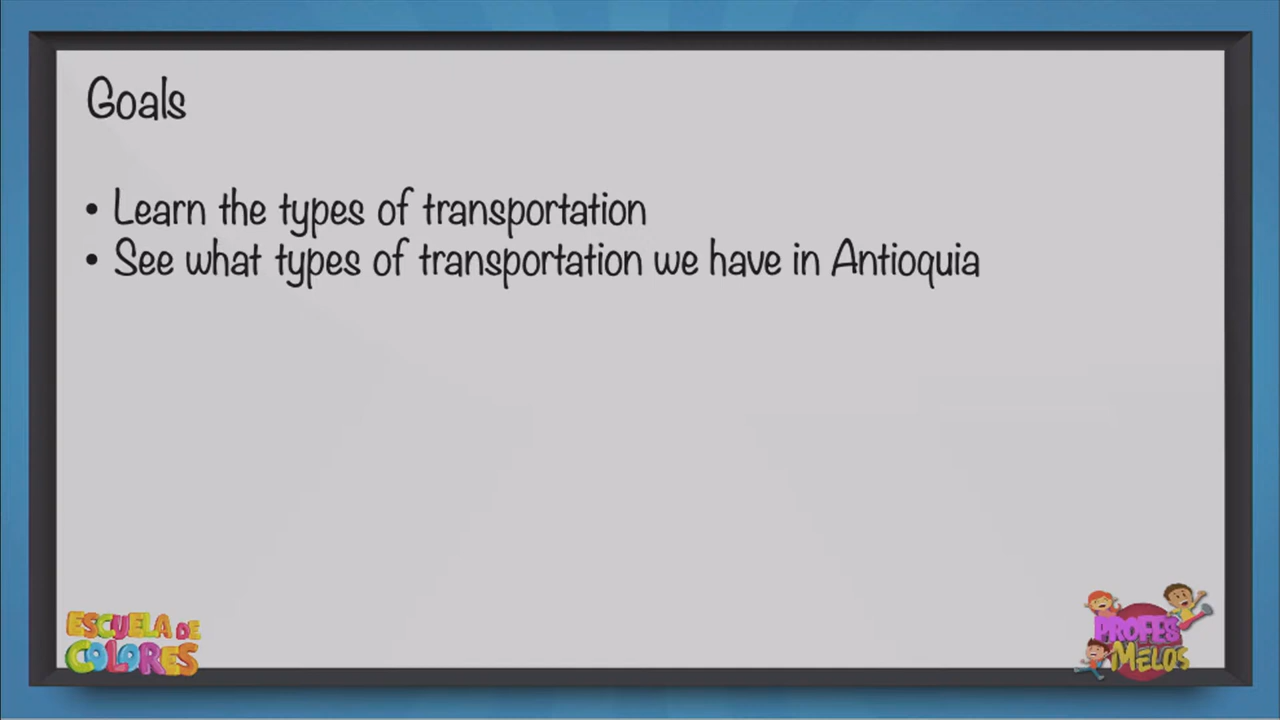 Goals
• Learn the types of transportation
• See what types of transportation we have in Antioquia
ESCUELA DE
COLORES
PROFES
MELOS